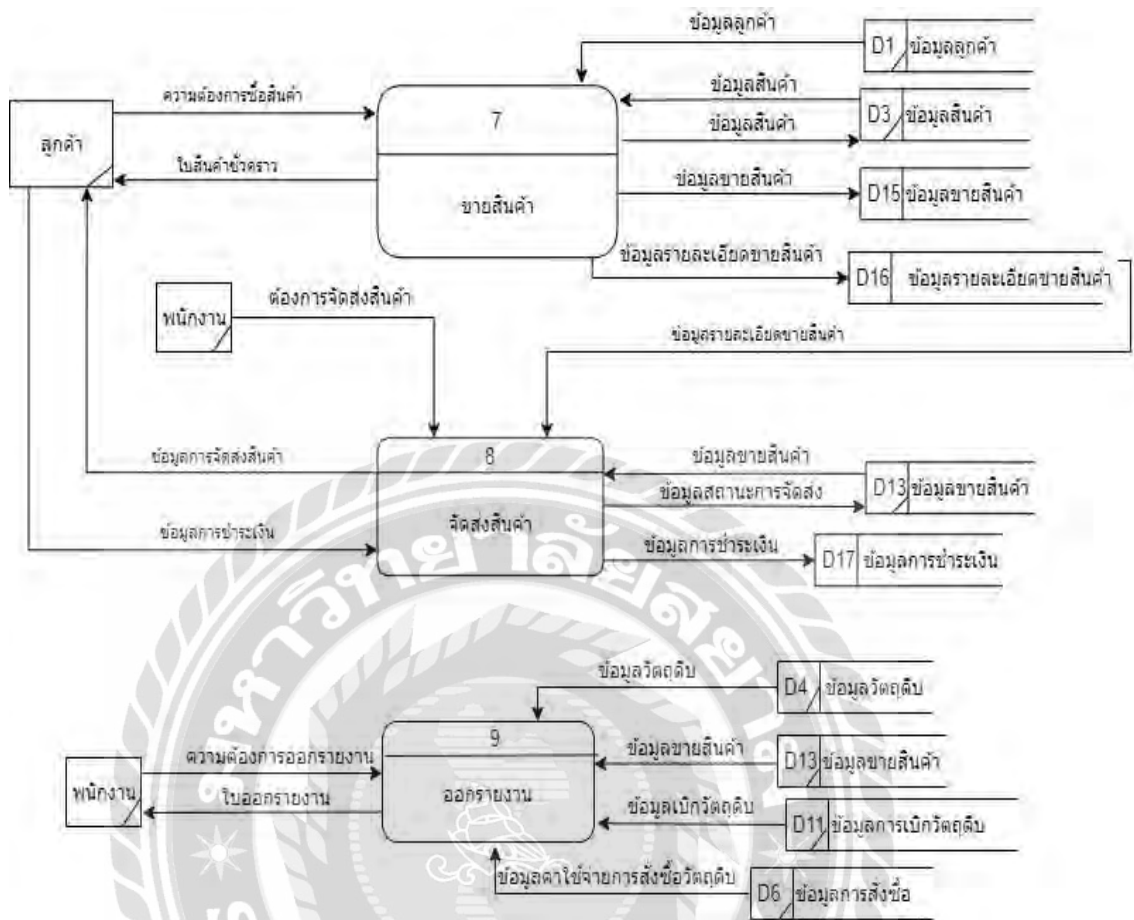 ข้อมูลลูกค้า
D1 ข้อมูลลูกค้า
ความต้องการซื้อสินค้า
ข้อมูลสินค้า
7
D3 ข้อมูลสินค้า
ลูกค้า
ข้อมูลสินค้า
ใบสินค้าชั่วคราว
ข้อมูลขายสินค้า
D15 ข้อมูลขายสินค้า
ขายสินค้า
ข้อมูลรายละเอียดขายสินค้า
D16 ข้อมูลรายละเอียดขายสินค้า
ต้องการจัดส่งสินค้า
พนักงาน
ข้อมูลรายละเอียดขายสินค้า
ข้อมูลการจัดส่งสินค้า
8
ข้อมูลขายสินค้า
D13 ข้อมูลขายสินค้า
ข้อมูลสถานะการจัดส่ง
จัดส่งสินค้า
ข้อมูลการชำระเงิน
ข้อมูลการชำระเงิน
D17 ข้อมูลการชำระเงิน
มหาวิทยาลัยสยาม
ข้อมูลวัตถุดิบ
D4 ข้อมูลวัตถุดิบ
9
ความต้องการออกรายงาน
ข้อมูลขายสินค้า
D13 ข้อมูลขายสินค้า
พนักงาน
ใบออกรายงาน
ออกรายงาน
ข้อมูลเบิกวัตถุดิบ
D11 ข้อมูลการเบิกวัตถุดิบ
ข้อมูลค่าใช้จ่ายการสั่งซื้อวัตถุดิบ
D6 ข้อมูลการสั่งซื้อ